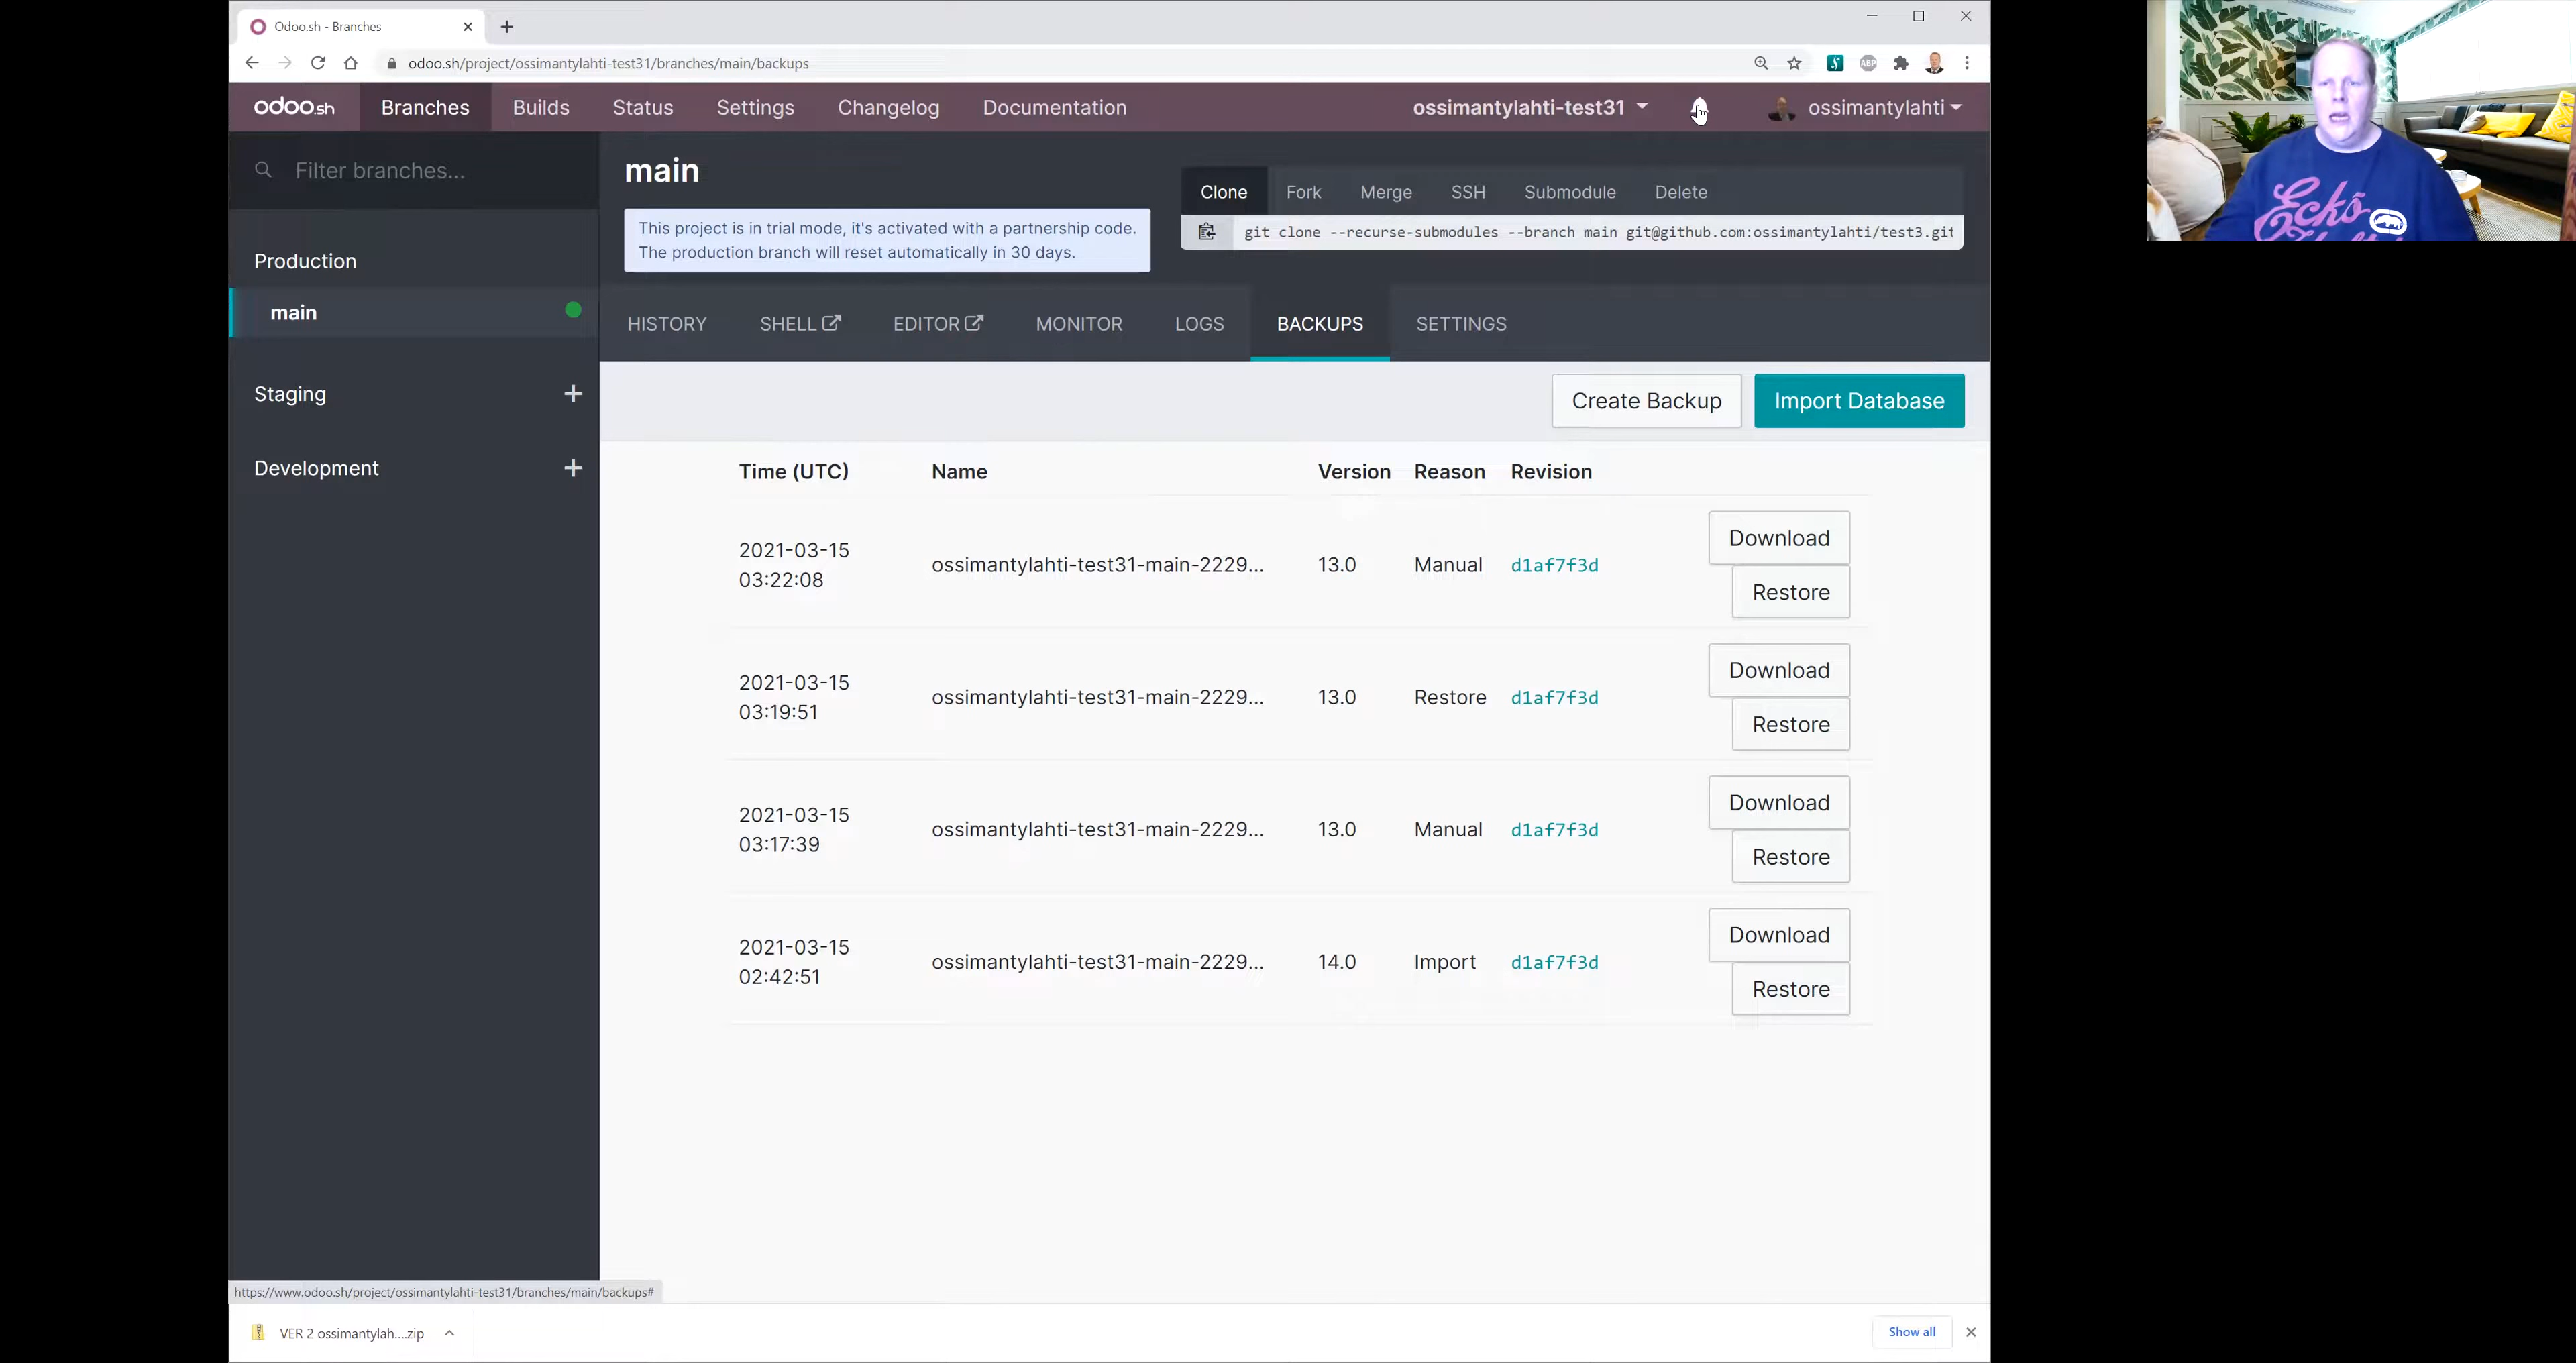 Odoo.sh - Branches
odoo.sh/project/ossimantylahti-test31/branches/main/backups
ABP
odoo.sh Branches Builds Status Settings Changelog Documentation ossimantylahti-test31 ossimantylahti
Filter branches...
Production
main
Staging
Development
main
This project is in trial mode, it's activated with a partnership code.
The production branch will reset automatically in 30 days.
Clone Fork Merge SSH Submodule Delete
git clone --recurse-submodules --branch main git@github.com:ossimantylahti/test3.git
HISTORY SHELL EDITOR MONITOR LOGS BACKUPS SETTINGS
Create Backup Import Database
Time (UTC) Name Version Reason Revision
2021-03-15
03:22:08
ossimantylahti-test31-main-2229... 13.0 Manual d1af7f3d
Download
Restore
2021-03-15
03:19:51
ossimantylahti-test31-main-2229... 13.0 Restore d1af7f3d
Download
Restore
2021-03-15
03:17:39
ossimantylahti-test31-main-2229... 13.0 Manual d1af7f3d
Download
Restore
2021-03-15
02:42:51
ossimantylahti-test31-main-2229... 14.0 Import d1af7f3d
Download
Restore
https://www.odoo.sh/project/ossimantylahti-test31/branches/main/backups#
VER 2 ossimantylah....zip
Show all
Ecko